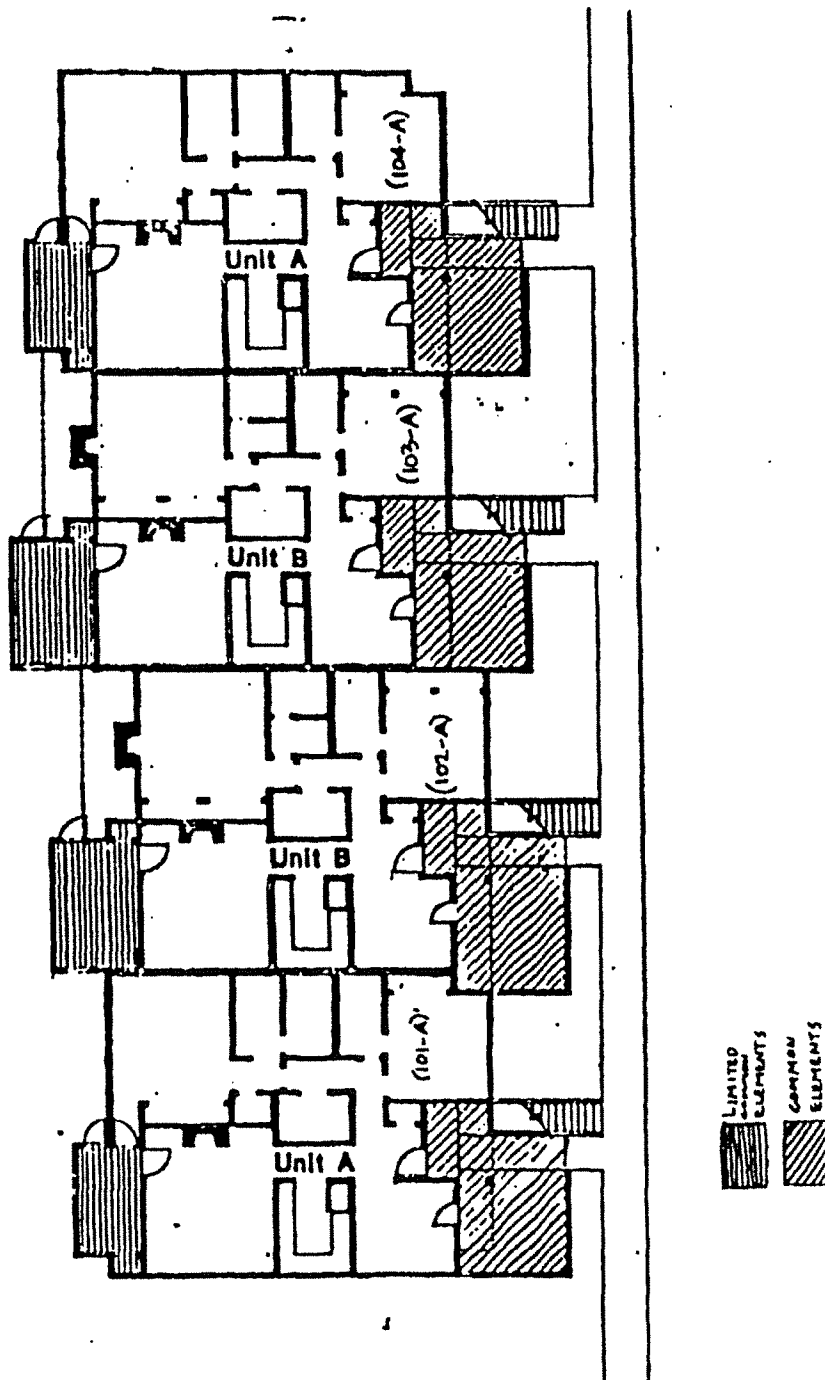 (104-A)
Unit A
(103-A)
Unit B
(102-A)
Unit B
(101-A)
Unit A
LIMITED
COMMON
ELEMENTS
COMMON
ELEMENTS